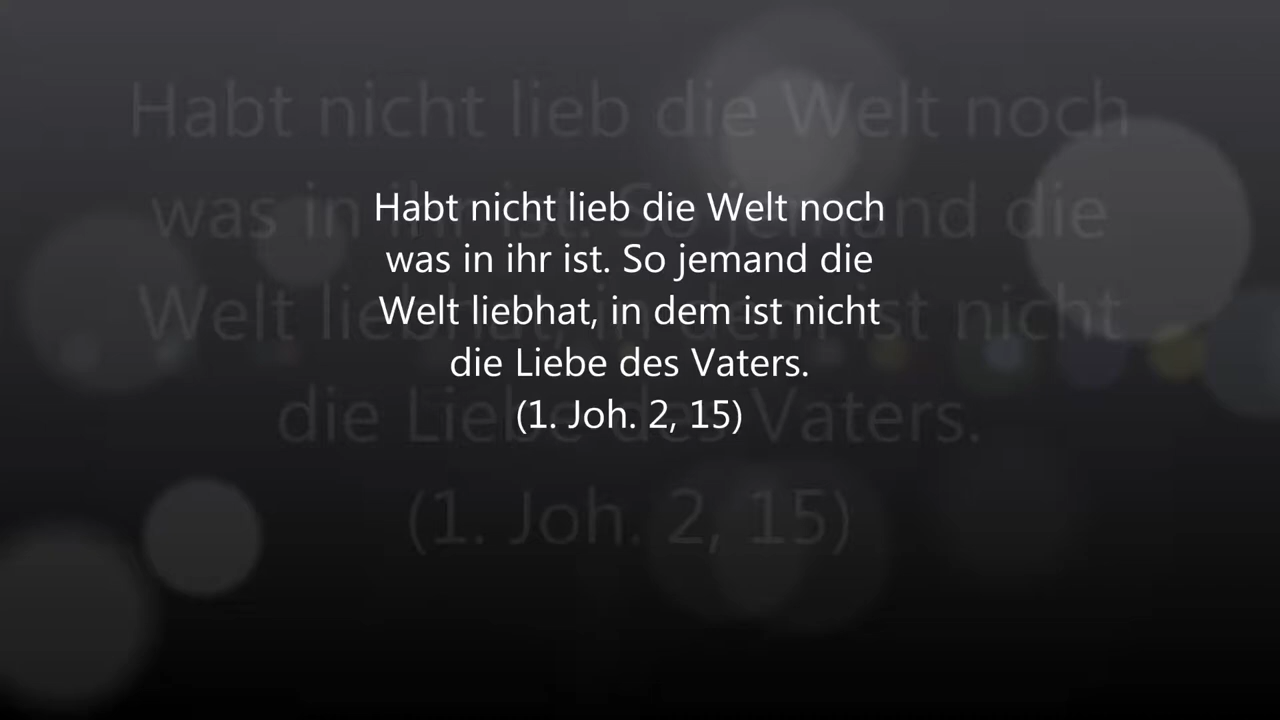 Habt nicht lieb die Welt noch
was in ihr ist. So jemand die
Welt liebhat, in dem ist nicht
die Liebe des Vaters.
(1. Joh. 2, 15)